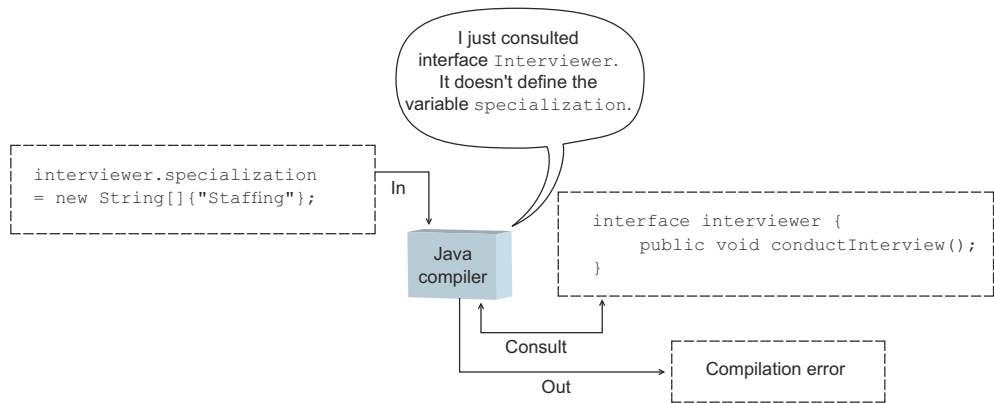 I just consulted
interface Interviewer.
It doesn't define the
variable specialization.
interviewer.specialization
= new String[]{"Staffing"};
In
Java
compiler
interface interviewer {
public void conductInterview();
}
Consult
Out
Compilation error